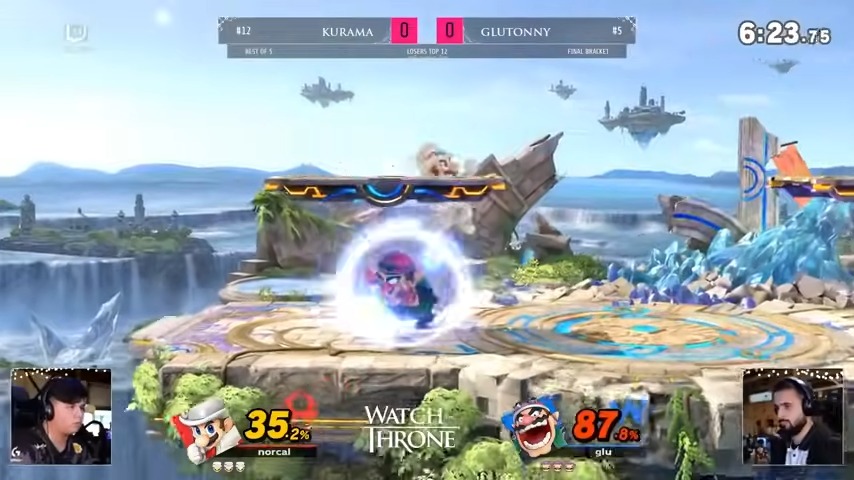 #12 KURAMA 0 0 GLUTONNY #5
BEST OF 5 LOSERS TOP 12 FINAL BRACKET
6:23.75
35.2%
norcal
WATCH THE
THRONE
87.8%
glu